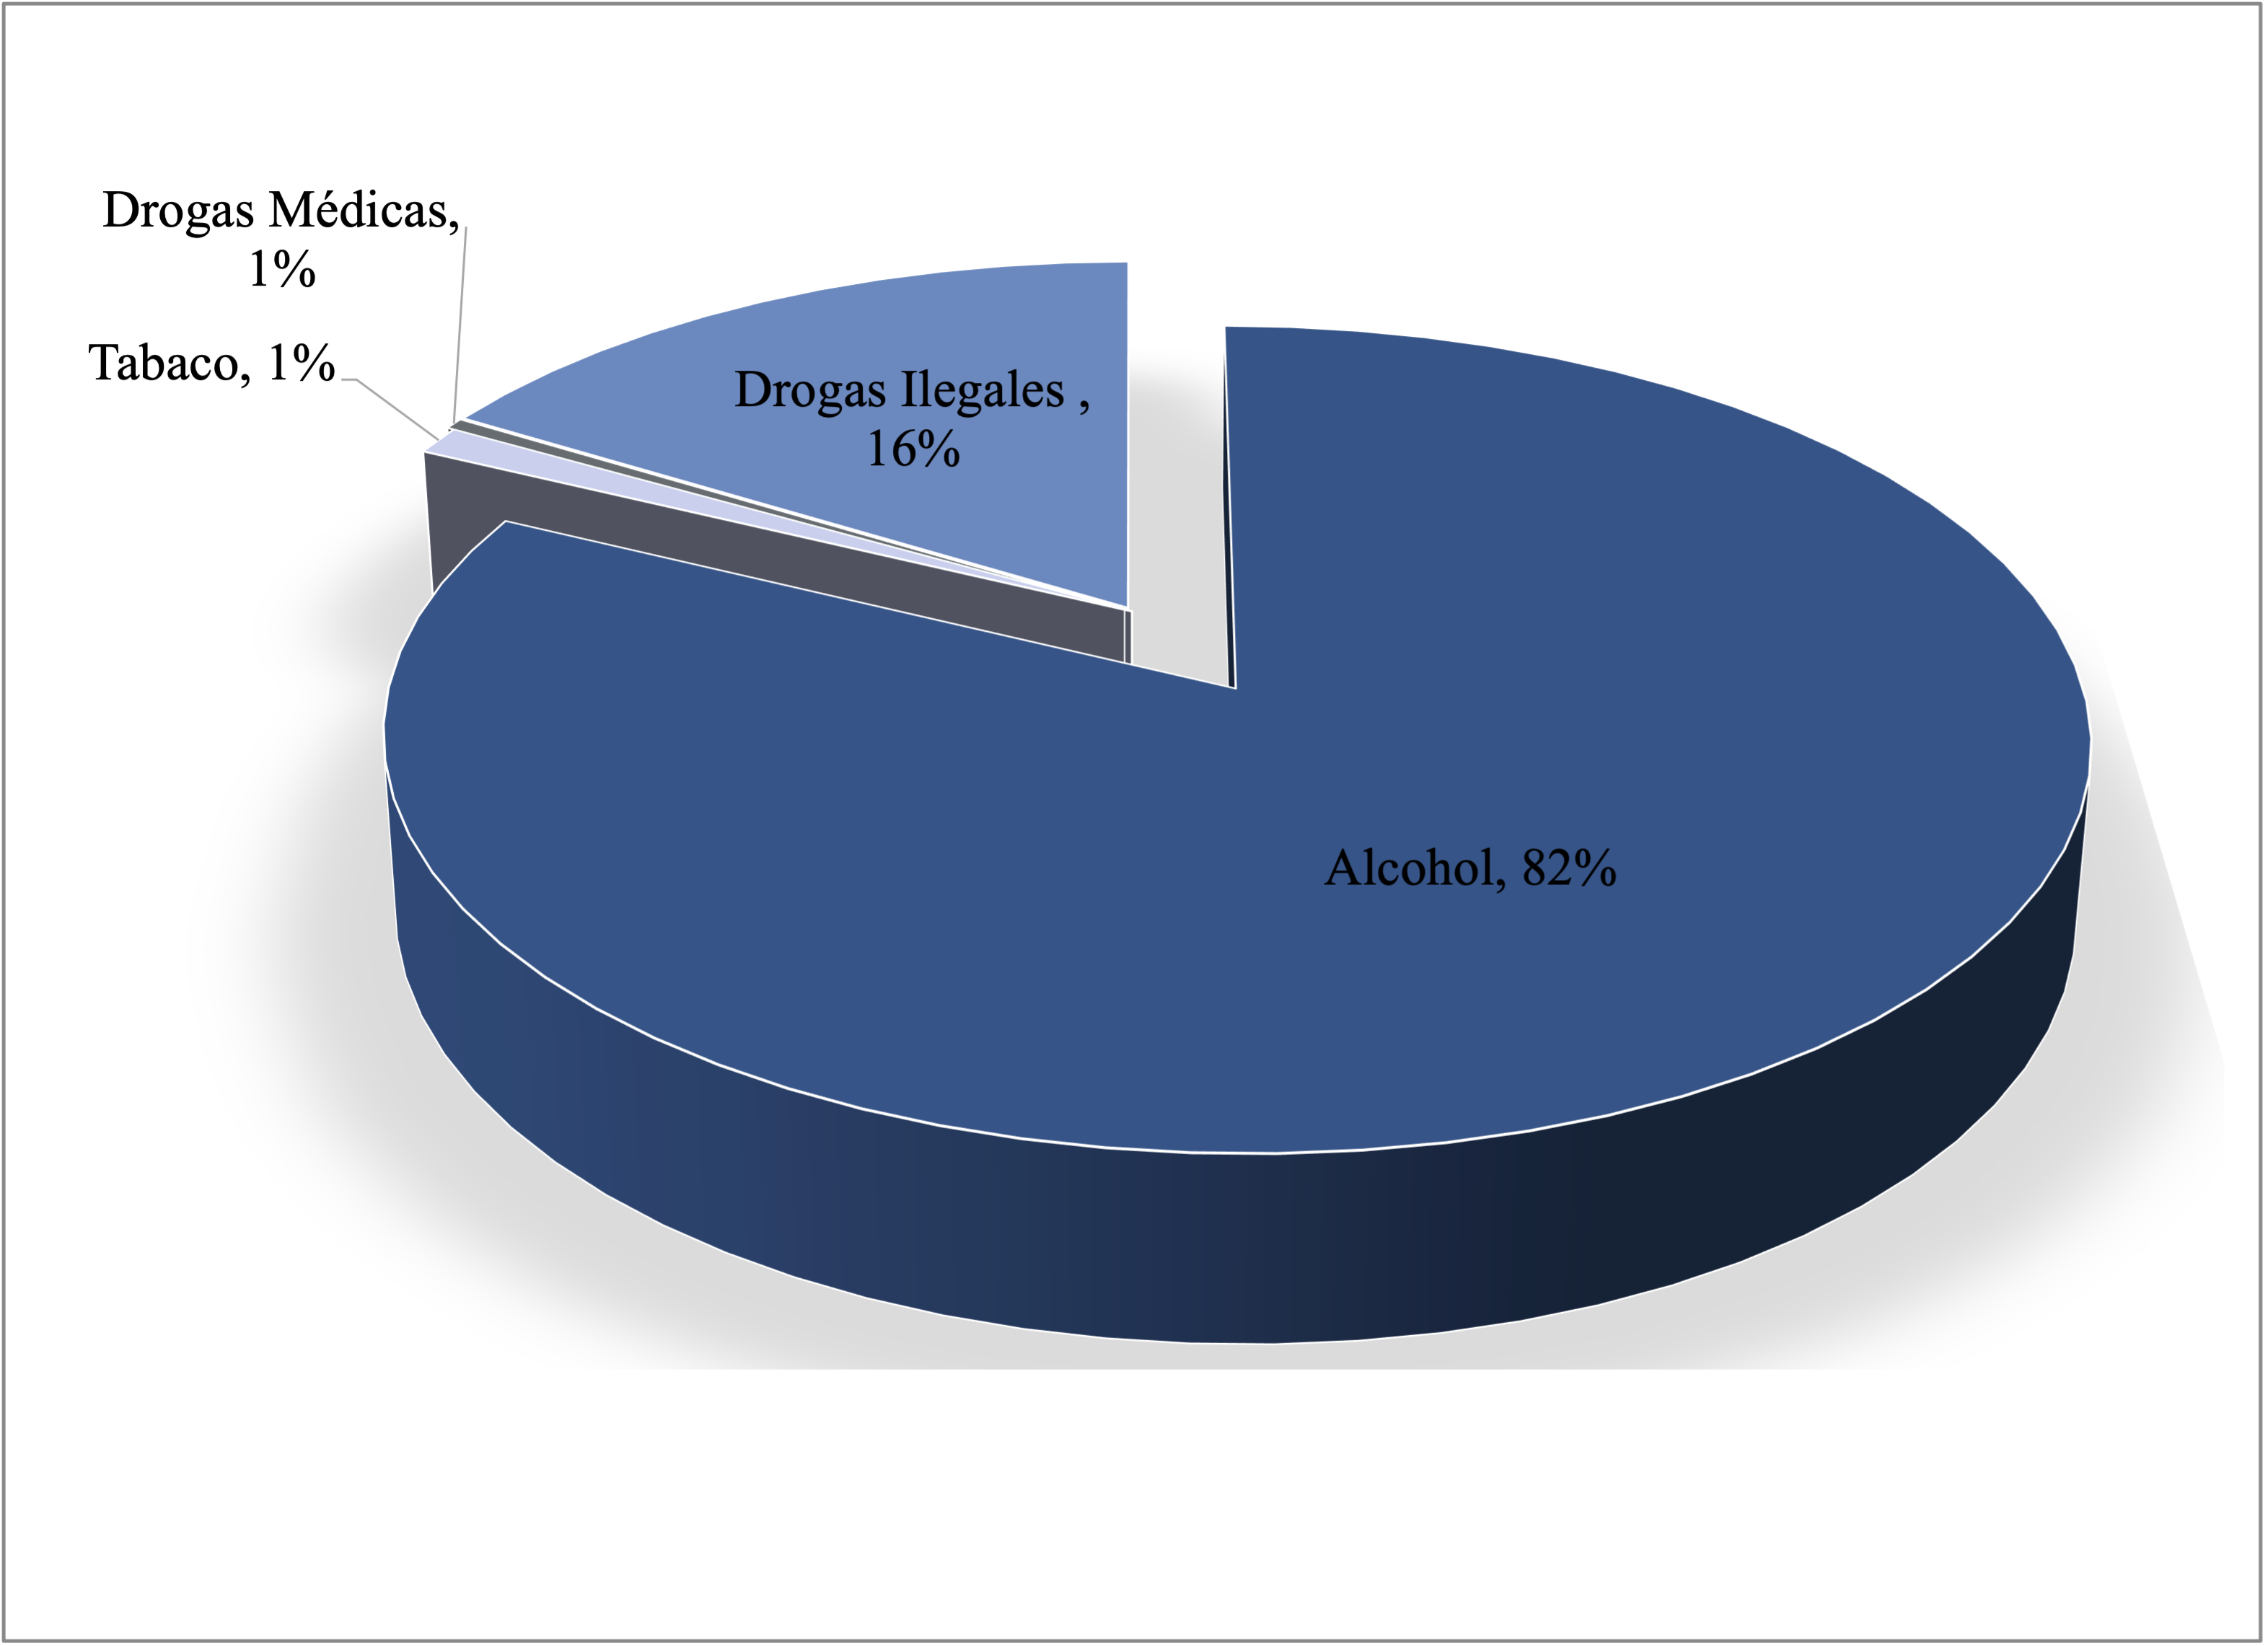 Drogas Médicas,
1%
Tabaco, 1%
Drogas Ilegales ,
16%
Alcohol, 82%